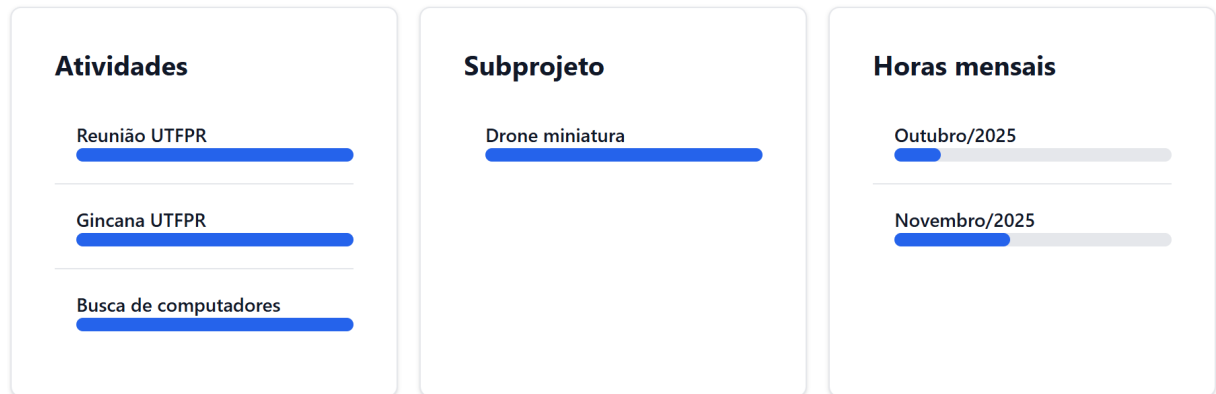 Atividades
Reunião UTFPR
Gincana UTFPR
Busca de computadores
Subprojeto
Drone miniatura
Horas mensais
Outubro/2025
Novembro/2025